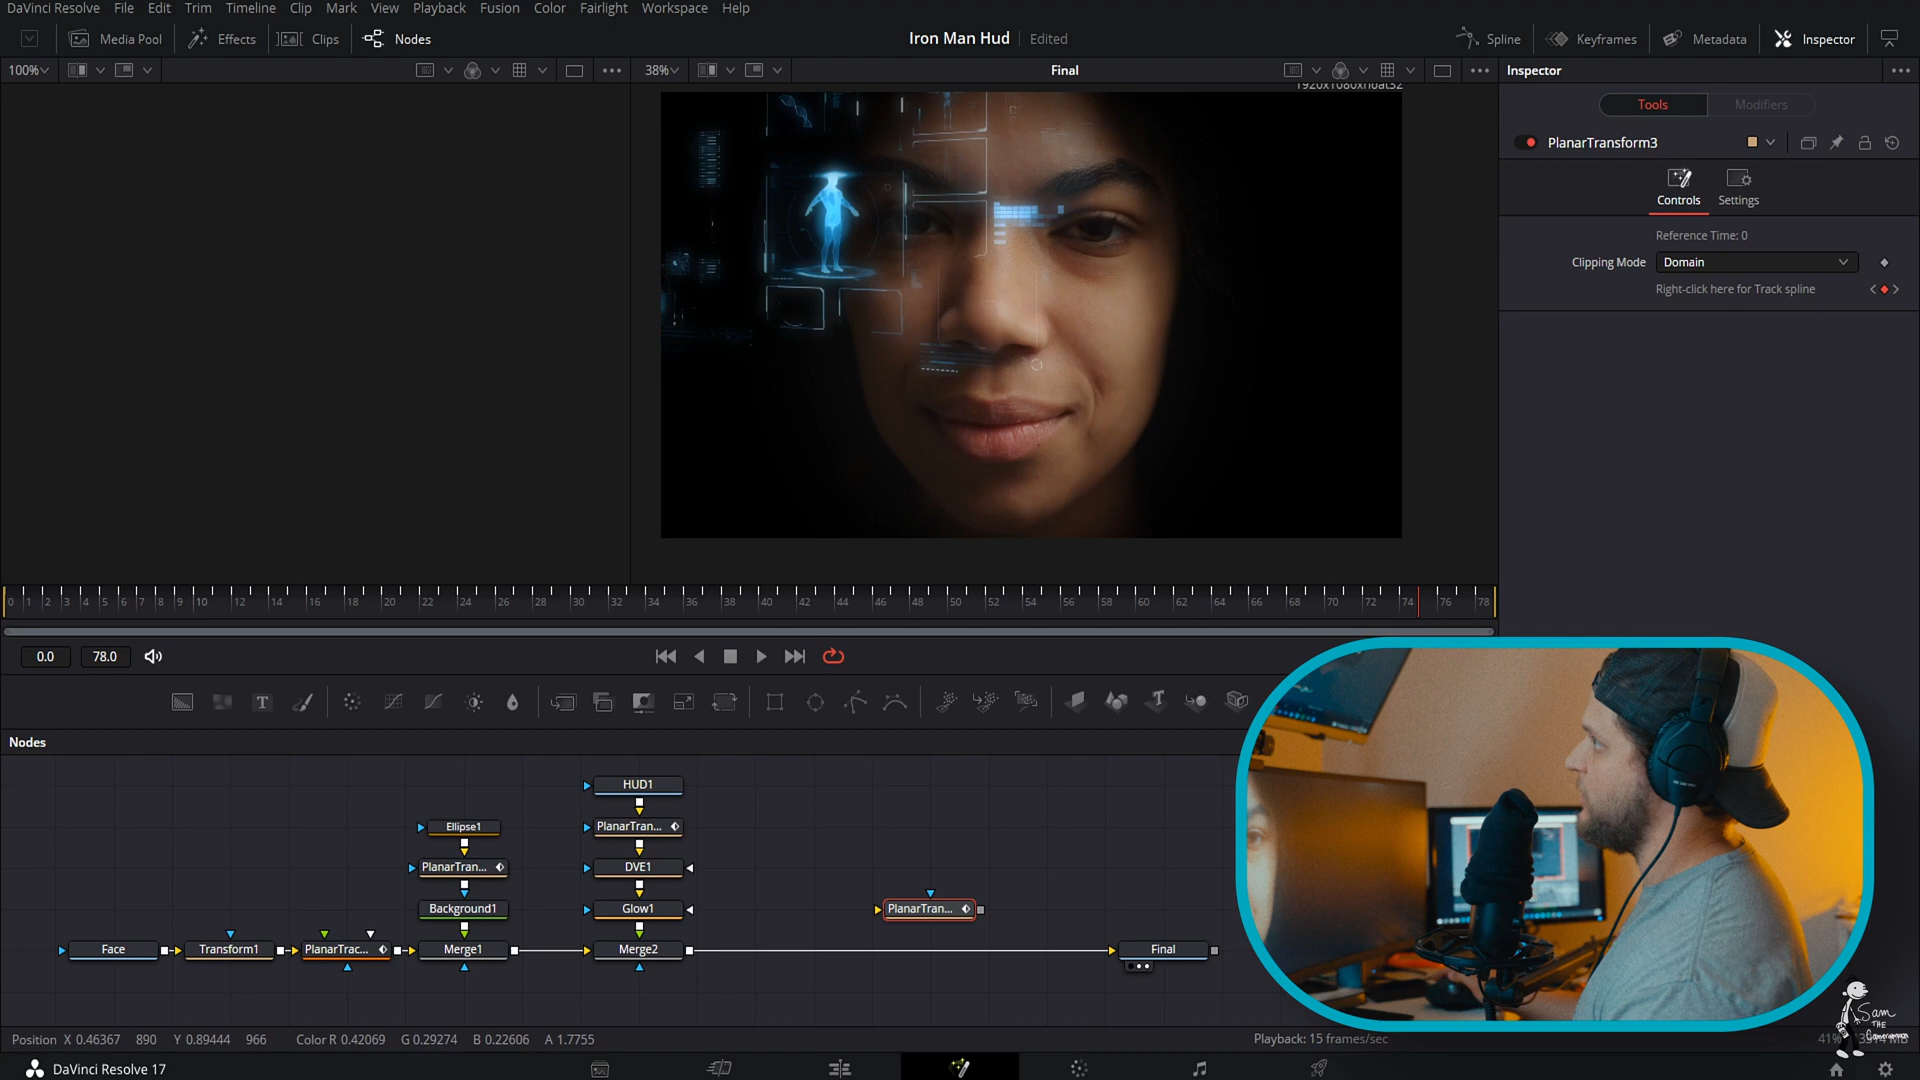 DaVinci Resolve File Edit Trim Timeline Clip Mark View Playback Fusion Color Fairlight Workspace Help
Media Pool Effects Clips Nodes Iron Man Hud Edited Spline Keyframes Metadata Inspector
100% 38% Final Inspector
1920x1080xfloat32
Tools Modifiers
PlanarTransform3
Controls Settings
Reference Time: 0
Clipping Mode Domain
Right-click here for Track spline
0 1 2 3 4 5 6 7 8 9 10 12 14 16 18 20 22 24 26 28 30 32 34 36 38 40 42 44 46 48 50 52 54 56 58 60 62 64 66 68 70 72 74 76 78
0.0 78.0
T T
Nodes
HUD1
Ellipse1 PlanarTran...
PlanarTran... DVE1
Background1 Glow1 PlanarTran...
Face Transform1 PlanarTrac... Merge1 Merge2 Final
Sam
THE
Cameraman
Position X 0.46367 890 Y 0.89444 966 Color R 0.42069 G 0.29274 B 0.22606 A 1.7755 Playback: 15 frames/sec 41%
DaVinci Resolve 17